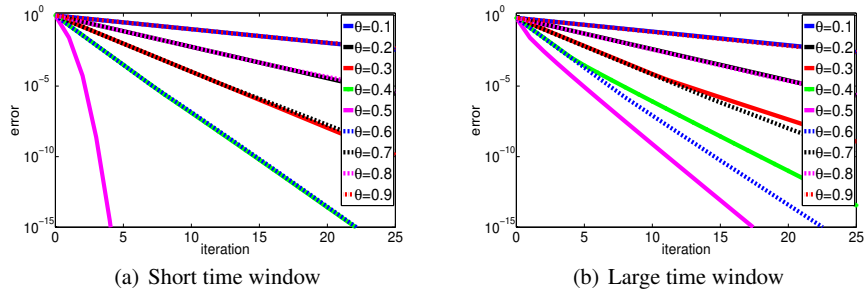 10^0
10^-5
10^-10
10^-15
error
0
5
10
15
20
25
iteration
θ=0.1
θ=0.2
θ=0.3
θ=0.4
θ=0.5
θ=0.6
θ=0.7
θ=0.8
θ=0.9
(a) Short time window
10^0
10^-5
10^-10
10^-15
error
0
5
10
15
20
25
iteration
θ=0.1
θ=0.2
θ=0.3
θ=0.4
θ=0.5
θ=0.6
θ=0.7
θ=0.8
θ=0.9
(b) Large time window